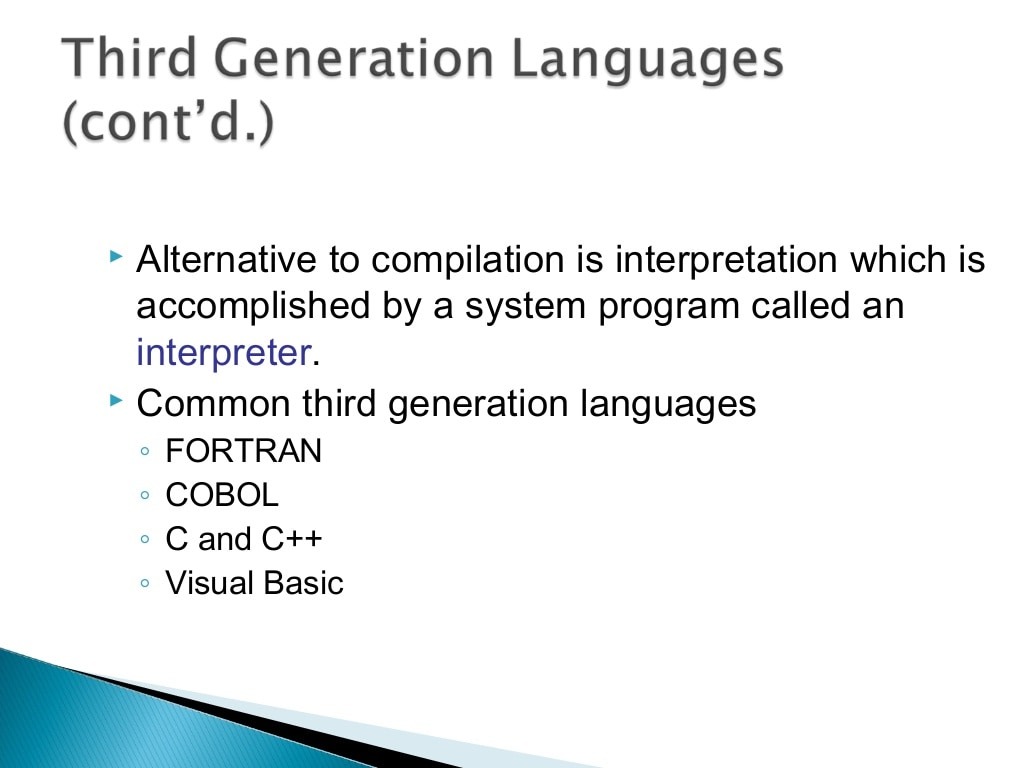 Third Generation Languages
(cont’d.)
Alternative to compilation is interpretation which is
accomplished by a system program called an
interpreter.
Common third generation languages
FORTRAN
COBOL
C and C++
Visual Basic